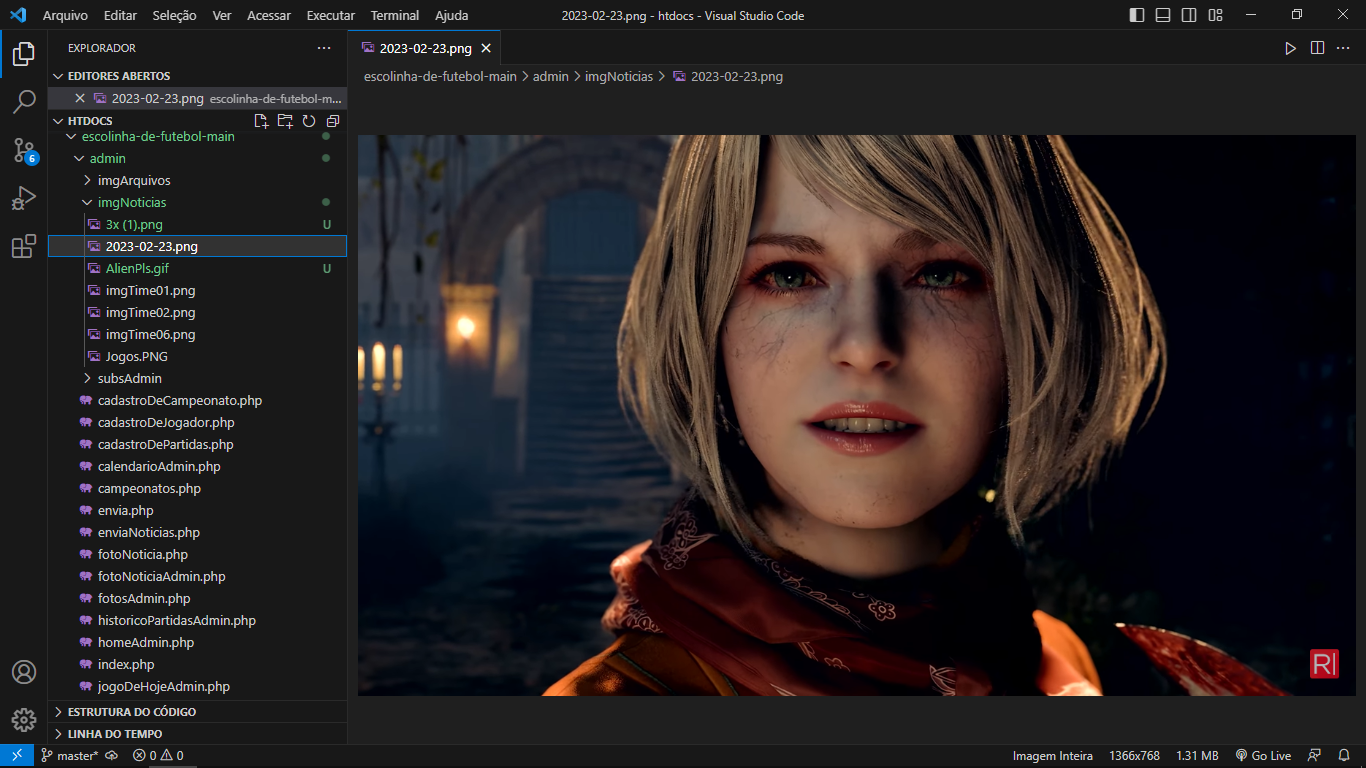 Arquivo Editar Seleção Ver Acessar Executar Terminal Ajuda 2023-02-23.png - htdocs - Visual Studio Code
EXPLORADOR
2023-02-23.png
EDITORES ABERTOS
2023-02-23.png escolinha-de-futebol-m...
escolinha-de-futebol-main admin imgNoticias 2023-02-23.png
HTDOCS
escolinha-de-futebol-main
admin
imgArquivos
imgNoticias
3x (1).png U
2023-02-23.png
AlienPls.gif U
imgTime01.png
imgTime02.png
imgTime06.png
Jogos.PNG
subsAdmin
cadastroDeCampeonato.php
cadastroDeJogador.php
cadastroDePartidas.php
calendarioAdmin.php
campeonatos.php
envia.php
enviaNoticias.php
fotoNoticia.php
fotoNoticiaAdmin.php
fotosAdmin.php
historicoPartidasAdmin.php
homeAdmin.php
index.php
jogoDeHojeAdmin.php
ESTRUTURA DO CÓDIGO
LINHA DO TEMPO
6
R|
master* 0 0 Imagem Inteira 1366x768 1.31 MB Go Live